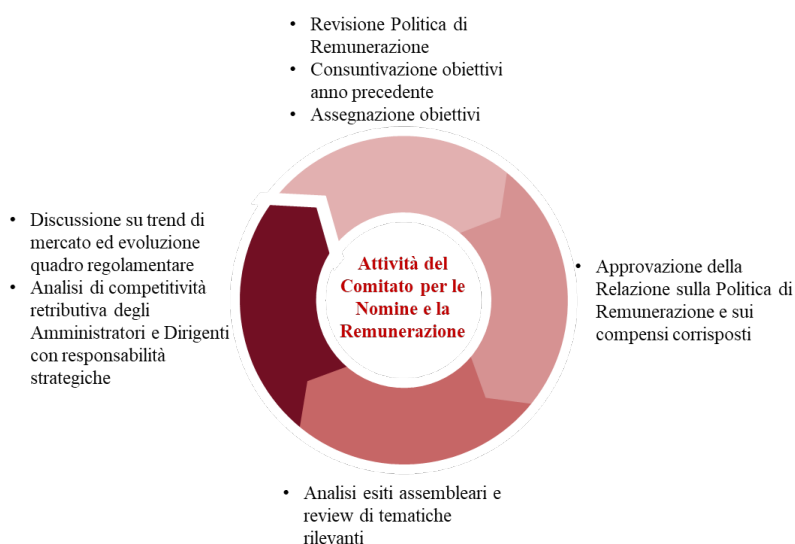 • Revisione Politica di
Remunerazione
• Consuntivazione obiettivi
anno precedente
• Assegnazione obiettivi
• Discussione su trend di
mercato ed evoluzione
quadro regolamentare
• Analisi di competitività
retributiva degli
Amministratori e Dirigenti
con responsabilità
strategiche
Attività del
Comitato per le
Nomine e la
Remunerazione
• Approvazione della
Relazione sulla Politica di
Remunerazione e sui
compensi corrisposti
• Analisi esiti assembleari e
review di tematiche
rilevanti